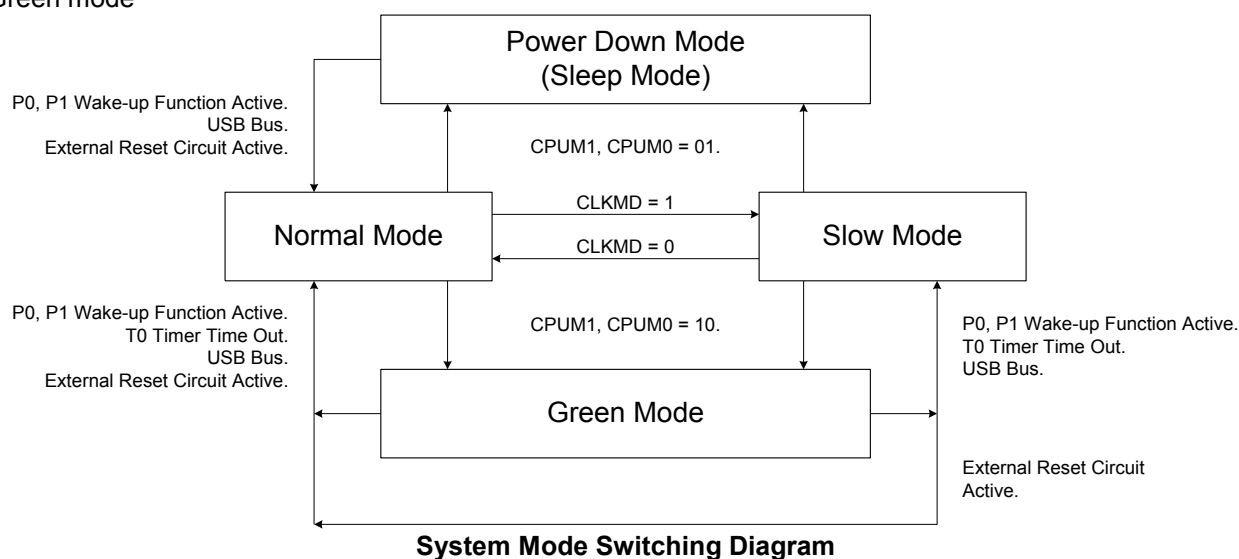 Green mode
Power Down Mode
(Sleep Mode)
P0, P1 Wake-up Function Active.
USB Bus.
External Reset Circuit Active.
CPUM1, CPUM0 = 01.
CLKMD = 1
Normal Mode
Slow Mode
CLKMD = 0
P0, P1 Wake-up Function Active.
T0 Timer Time Out.
USB Bus.
External Reset Circuit Active.
CPUM1, CPUM0 = 10.
P0, P1 Wake-up Function Active.
T0 Timer Time Out.
USB Bus.
Green Mode
External Reset Circuit
Active.
System Mode Switching Diagram